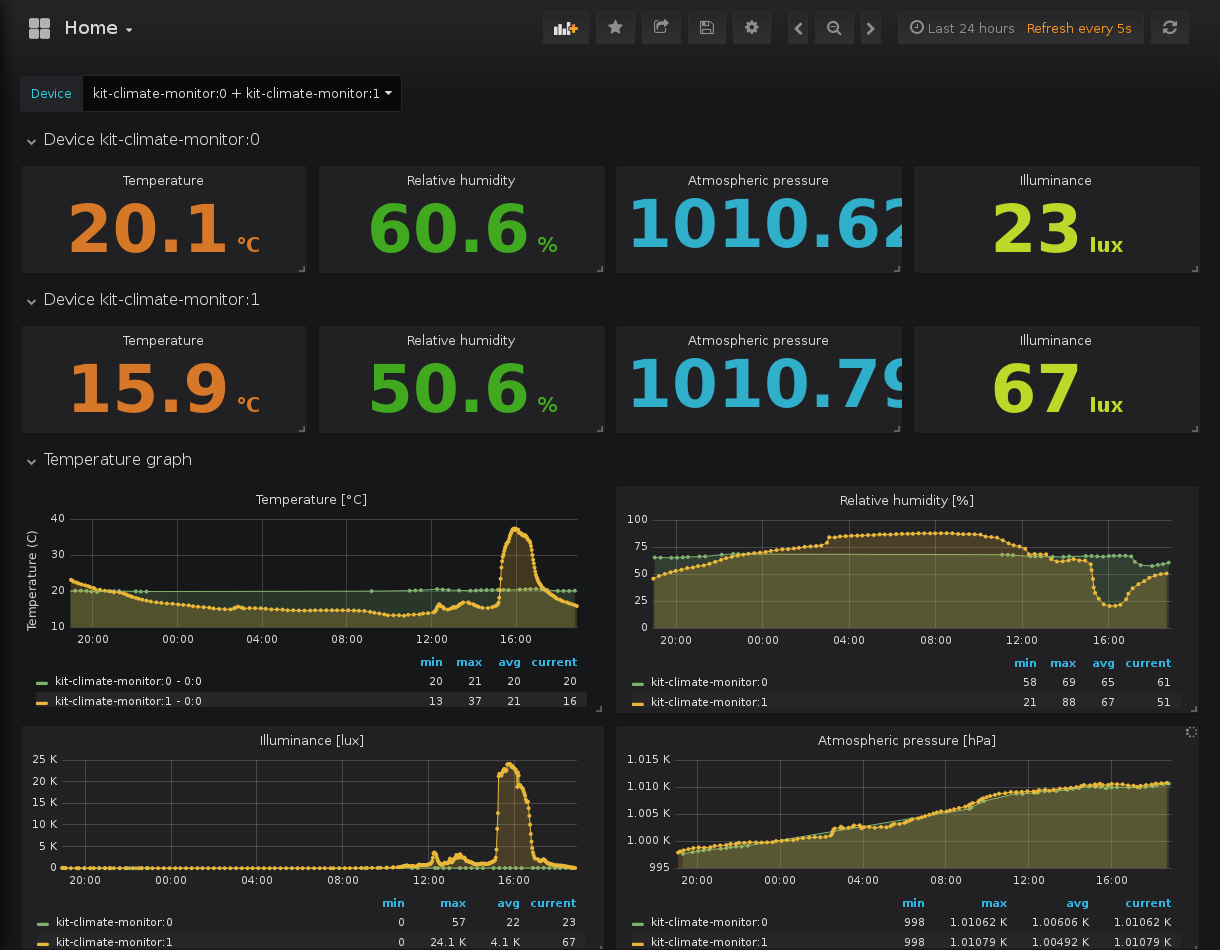 Home
Last 24 hours Refresh every 5s
Device kit-climate-monitor:0 + kit-climate-monitor:1
Device kit-climate-monitor:0
Temperature Relative humidity Atmospheric pressure Illuminance
20.1 °C 60.6 % 1010.62 23 lux
Device kit-climate-monitor:1
Temperature Relative humidity Atmospheric pressure Illuminance
15.9 °C 50.6 % 1010.79 67 lux
Temperature graph
Temperature [°C]
Temperature (C)
40
30
20
10
20:00 00:00 04:00 08:00 12:00 16:00
min max avg current
kit-climate-monitor:0 - 0:0 20 21 20 20
kit-climate-monitor:1 - 0:0 13 37 21 16
Relative humidity [%]
100
75
50
25
0
20:00 00:00 04:00 08:00 12:00 16:00
min max avg current
kit-climate-monitor:0 58 69 65 61
kit-climate-monitor:1 21 88 67 51
Illuminance [lux]
25 K
20 K
15 K
10 K
5 K
0
20:00 00:00 04:00 08:00 12:00 16:00
min max avg current
kit-climate-monitor:0 0 57 22 23
kit-climate-monitor:1 0 24.1 K 4.1 K 67
Atmospheric pressure [hPa]
1.015 K
1.010 K
1.005 K
1.000 K
995
20:00 00:00 04:00 08:00 12:00 16:00
min max avg current
kit-climate-monitor:0 998 1.01062 K 1.00606 K 1.01062 K
kit-climate-monitor:1 998 1.01079 K 1.00492 K 1.01079 K